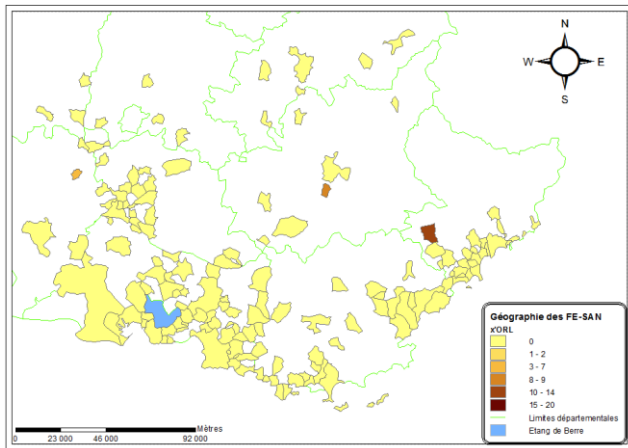 N
W E
S
Géographie des FE-SAN
x'ORL
0
1 - 2
3 - 7
8 - 9
10 - 14
15 - 20
Limites départementales
Etang de Berre
Mètres
0 23 000 46 000 92 000